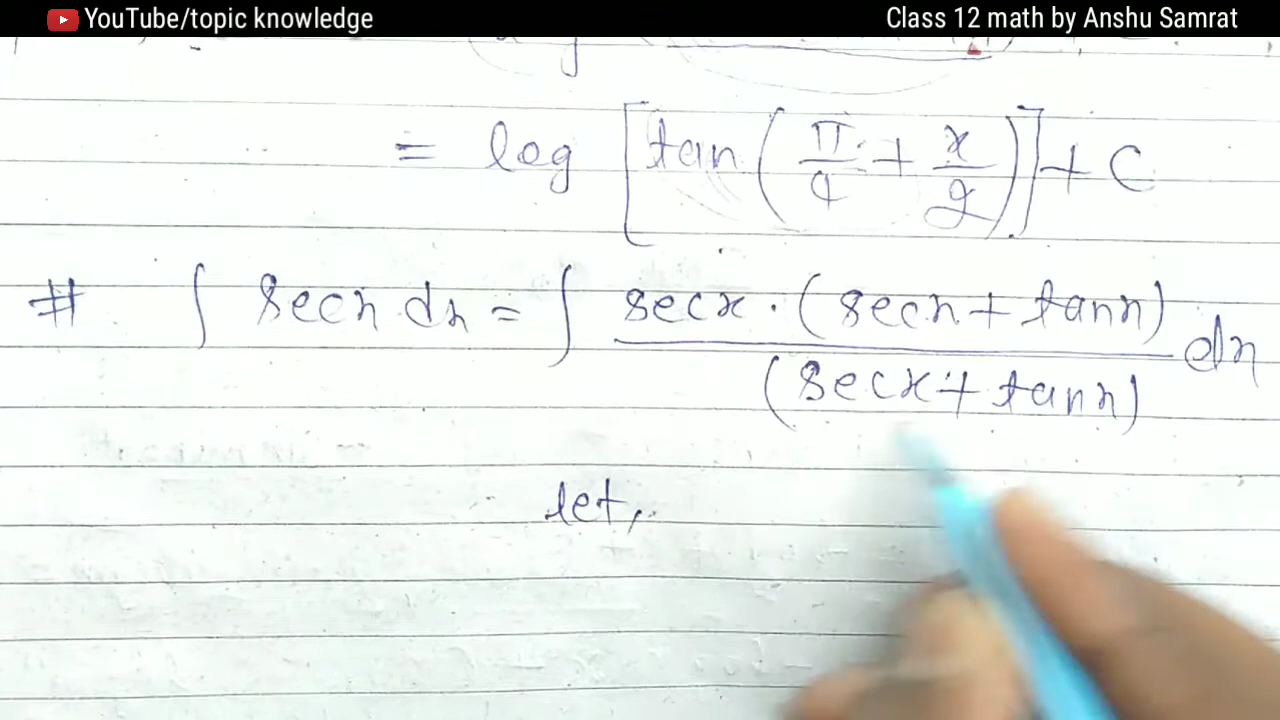 YouTube/topic knowledge
Class 12 math by Anshu Samrat
= log [tan(π/4 + x/2)] + C
# ∫ secx dx = ∫ secx · (secx + tanx) / (secx + tanx) dx
let,